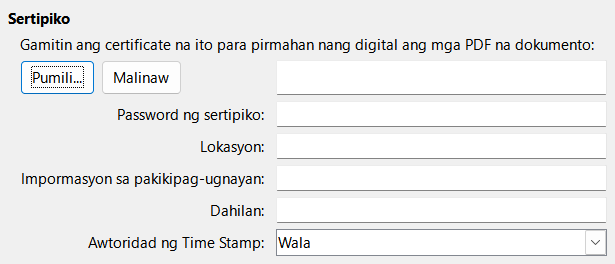 Sertipiko
Gamitin ang certificate na ito para pirmahan nang digital ang mga PDF na dokumento:
Pumili... Malinaw
Password ng sertipiko:
Lokasyon:
Impormasyon sa pakikipag-ugnayan:
Dahilan:
Awtoridad ng Time Stamp: Wala